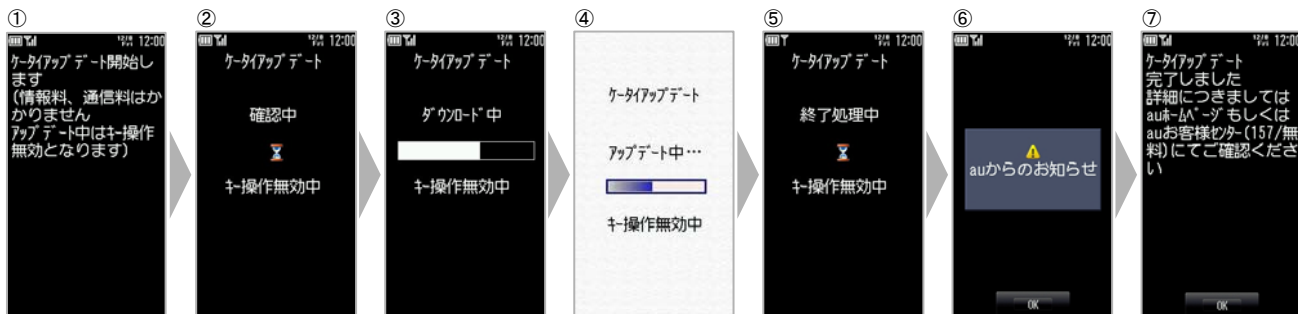 ①
12/# 12:00
ｹｰﾀｲｱｯﾌﾟﾃﾞｰﾄ開始し
ます
(情報料、通信料はか
かりません
ｱｯﾌﾟﾃﾞｰﾄ中はｷｰ操作
無効となります)
②
12:00
ｹｰﾀｲｱｯﾌﾟﾃﾞｰﾄ
確認中
ｷｰ操作無効中
③
12:00
ｹｰﾀｲｱｯﾌﾟﾃﾞｰﾄ
ﾀﾞｳﾝﾛｰﾄﾞ中
ｷｰ操作無効中
④
ｹｰﾀｲｱｯﾌﾟﾃﾞｰﾄ
ｱｯﾌﾟﾃﾞｰﾄ中…
ｷｰ操作無効中
⑤
12:00
ｹｰﾀｲｱｯﾌﾟﾃﾞｰﾄ
終了処理中
ｷｰ操作無効中
⑥
12:00
auからのお知らせ
OK
⑦
12:00
ｹｰﾀｲｱｯﾌﾟﾃﾞｰﾄ
完了しました
詳細につきましては
auﾎｰﾑﾍﾟｰｼﾞもしくは
auお客様ｾﾝﾀｰ(157/無
料)にてご確認くださ
い
OK